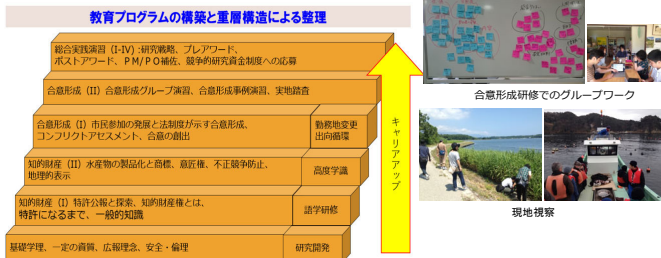 教育プログラムの構築と重層構造による整理
総合実践演習（I-IV）：研究戦略、プレアワード、
ポストアワード、ＰＭ/ＰＯ補佐、競争的研究資金制度への応募
合意形成（II）合意形成グループ演習、合意形成事例演習、実地踏査
合意形成（I）市民参加の発展と法制度が示す合意形成、
コンフリクトアセスメント、合意の創出
勤務地変更
出向循環
知的財産（II）水産物の製品化と商標、意匠権、不正競争防止、
地理的表示
高度学識
知的財産（I）特許公報と探索、知的財産権とは、
特許になるまで、一般的知識
語学研修
基礎学理、一定の資質、広報理念、安全・倫理
研究開発
キャリアアップ
合意形成研修でのグループワーク
現地視察